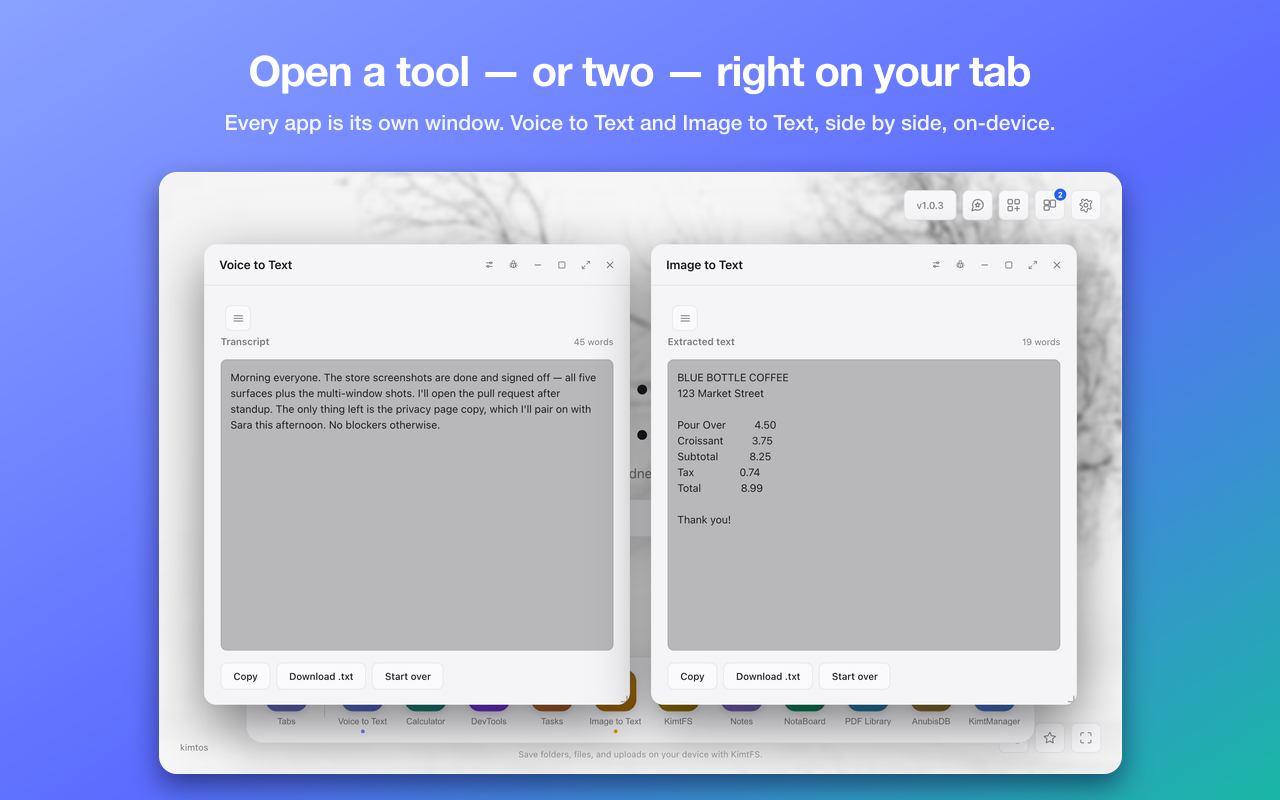 Open a tool — or two — right on your tab
Every app is its own window. Voice to Text and Image to Text, side by side, on-device.
v1.0.3
2
Voice to Text
Transcript
45 words
Morning everyone. The store screenshots are done and signed off — all five
surfaces plus the multi-window shots. I'll open the pull request after
standup. The only thing left is the privacy page copy, which I'll pair on with
Sara this afternoon. No blockers otherwise.
Copy
Download .txt
Start over
Image to Text
Extracted text
19 words
BLUE BOTTLE COFFEE
123 Market Street
Pour Over 4.50
Croissant 3.75
Subtotal 8.25
Tax 0.74
Total 8.99
Thank you!
Copy
Download .txt
Start over
Tabs
Voice to Text
Calculator
DevTools
Tasks
Image to Text
KimtFS
Notes
NotaBoard
PDF Library
AnubisDB
KimtManager
kimtos
Save folders, files, and uploads on your device with KimtFS.